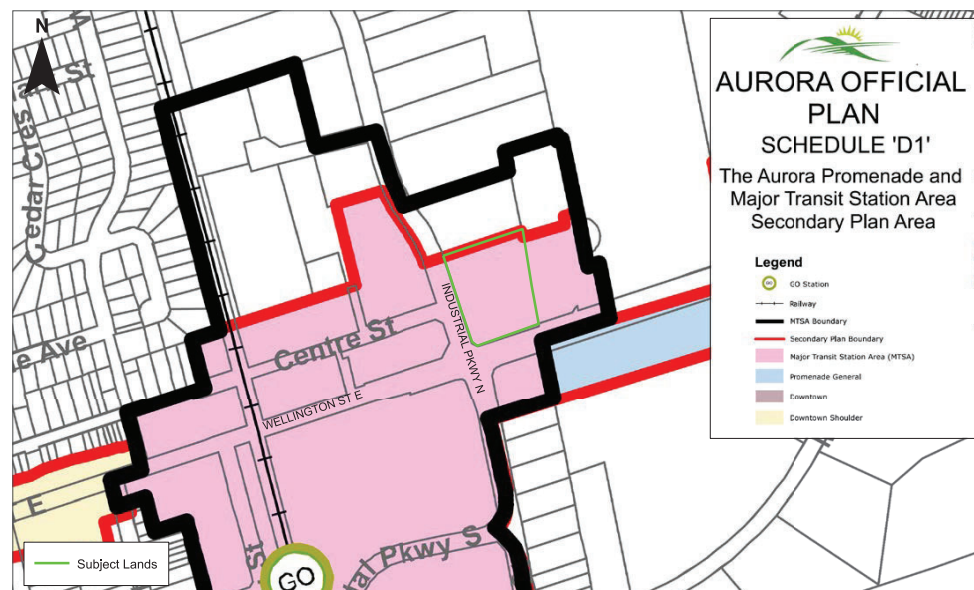 N
St
Cedar Cres
AURORA OFFICIAL
PLAN
SCHEDULE 'D1'
The Aurora Promenade and
Major Transit Station Area
Secondary Plan Area
Legend
GO
GO Station
Railway
MTSA Boundary
Secondary Plan Boundary
Major Transit Station Area (MTSA)
Promenade General
Downtown
Downtown Shoulder
INDUSTRIAL PKWY N
Centre St
e Ave
WELLINGTON ST E
E
St
dal Pkwy S
GO
Subject Lands